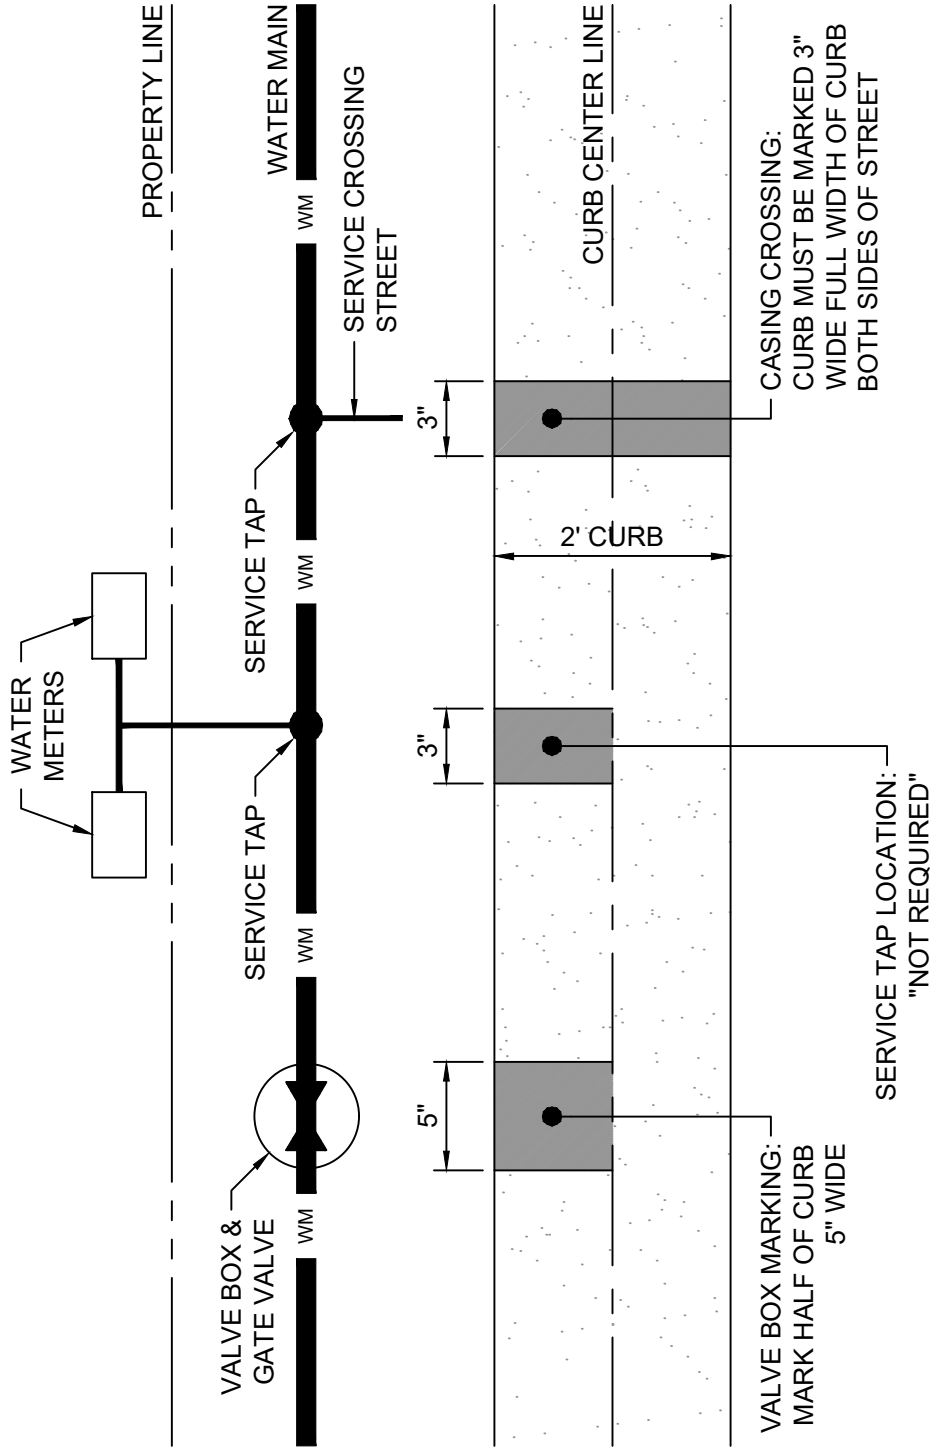 WATER
METERS
PROPERTY LINE
VALVE BOX &
GATE VALVE
SERVICE TAP
SERVICE TAP
WATER MAIN
WM
WM
WM
WM
SERVICE CROSSING
STREET
5"
3"
3"
2' CURB
CURB CENTER LINE
VALVE BOX MARKING:
MARK HALF OF CURB
5" WIDE
SERVICE TAP LOCATION:
"NOT REQUIRED"
CASING CROSSING:
CURB MUST BE MARKED 3"
WIDE FULL WIDTH OF CURB
BOTH SIDES OF STREET